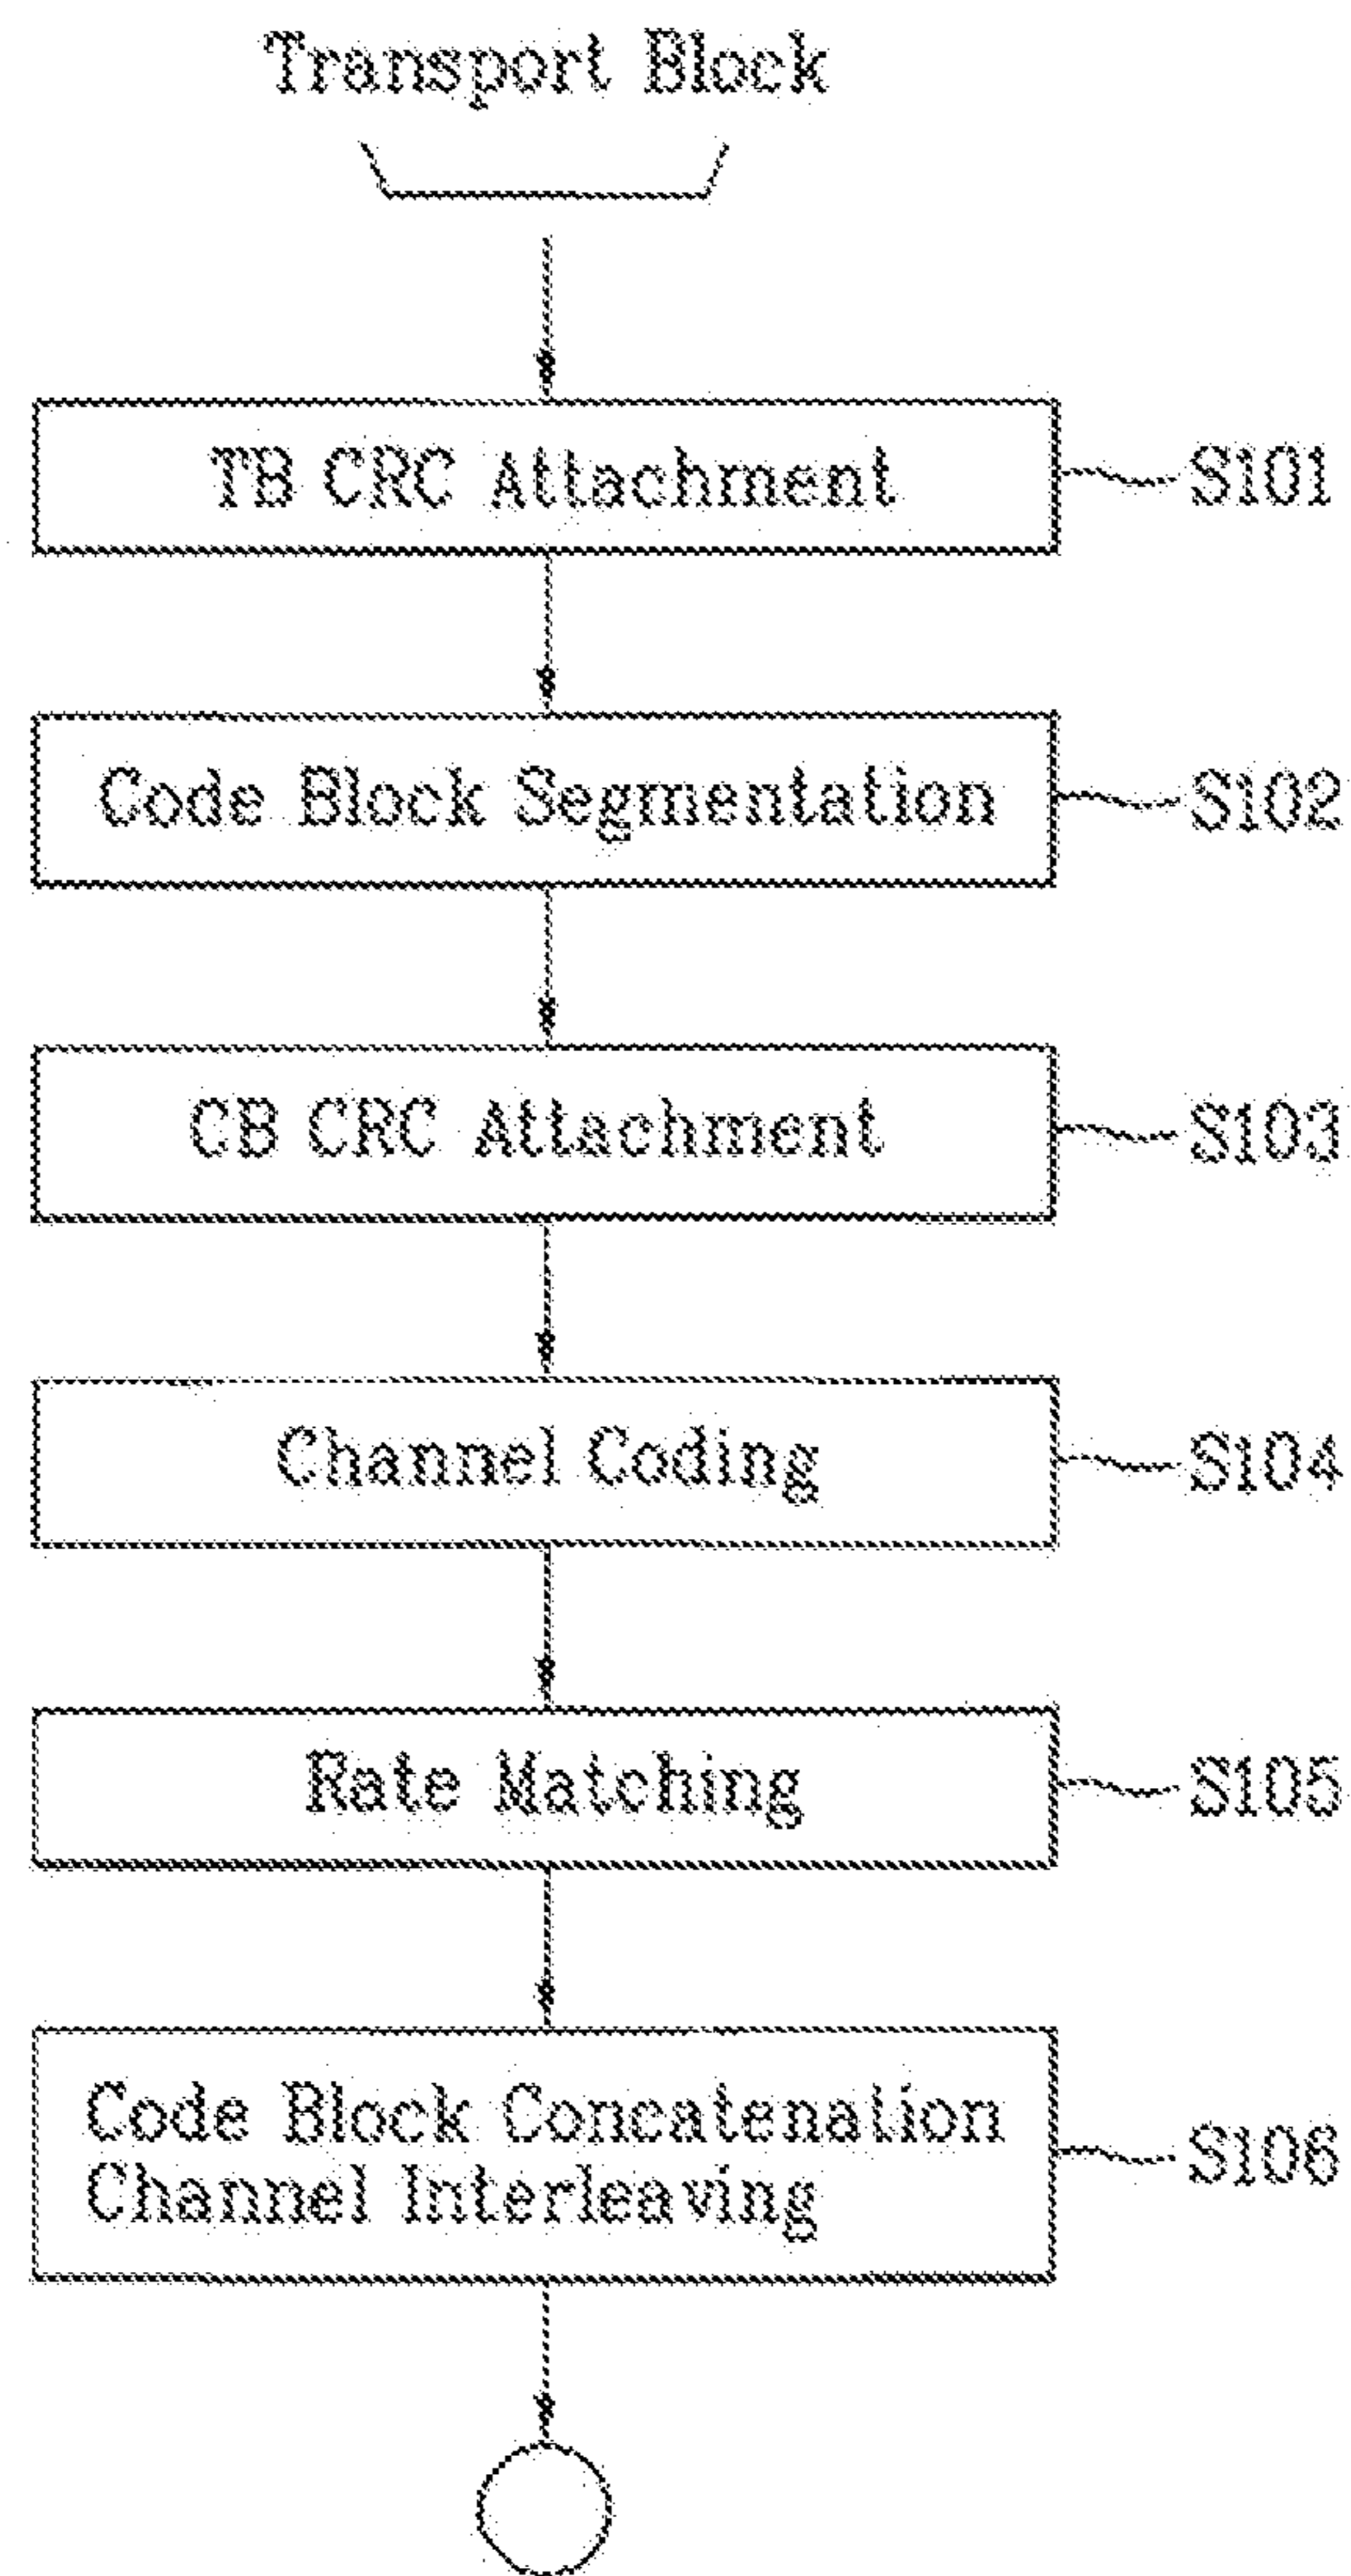 Transport Block
TB CRC Attachment
S101
Code Block Segmentation
S102
CB CRC Attachment
S103
Channel Coding
S104
Rate Matching
S105
Code Block Concatenation
Channel Interleaving
S106